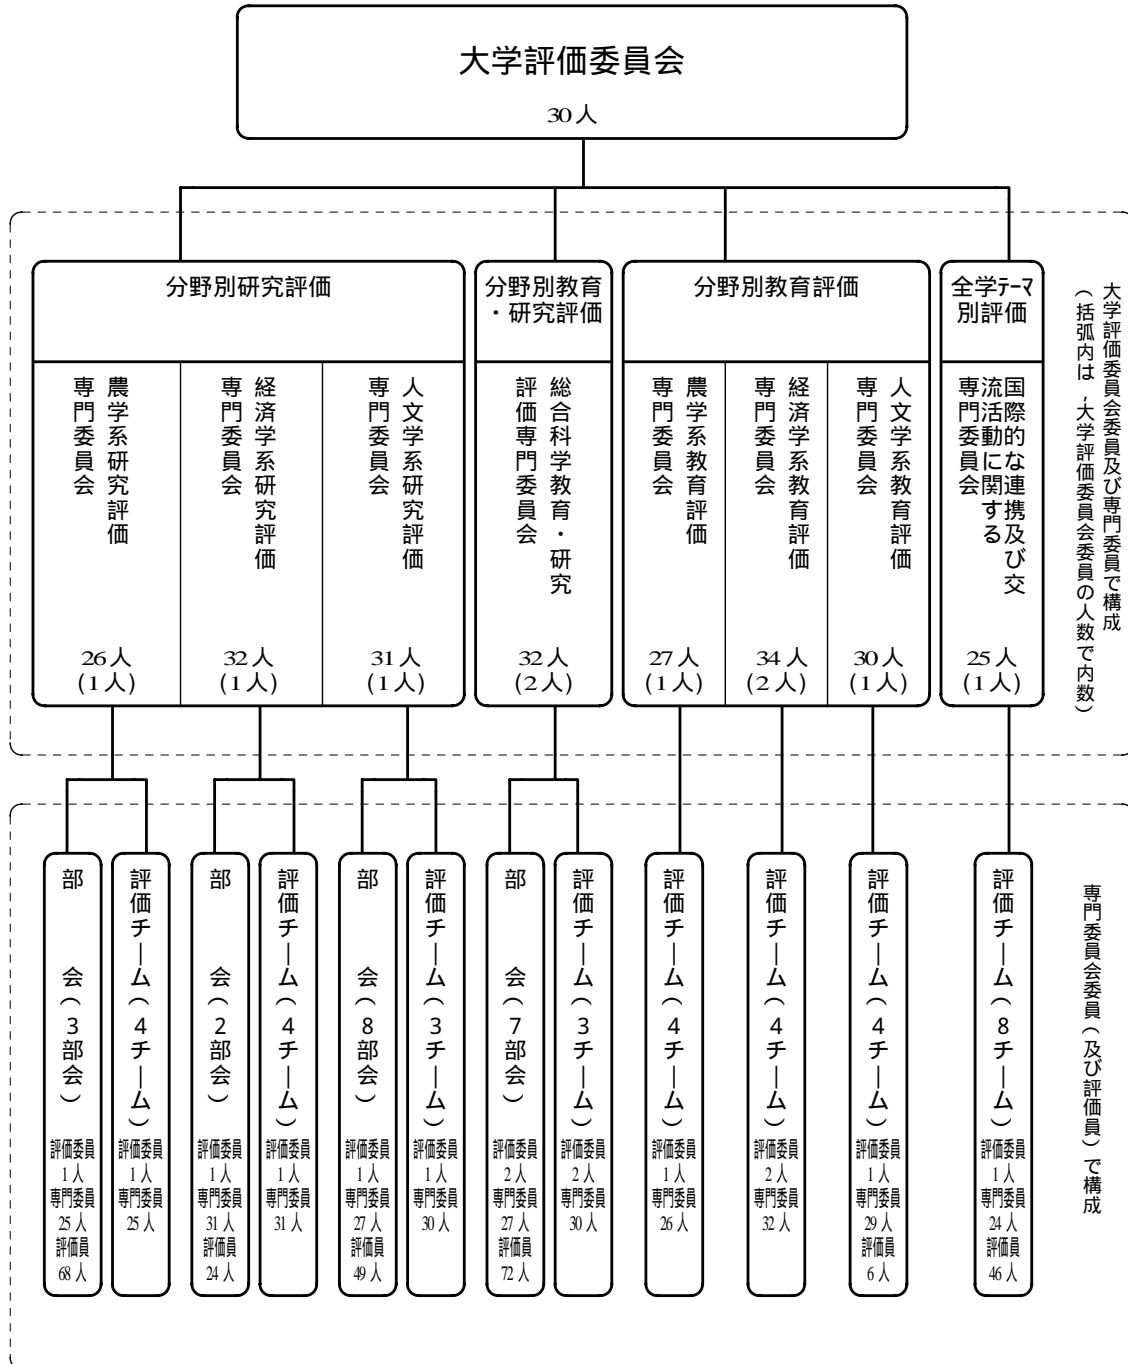 大学評価委員会
30人
分野別研究評価
農学系研究評価
専門委員会
26人
(1人)
経済学系研究評価
専門委員会
32人
(1人)
人文学系研究評価
専門委員会
31人
(1人)
分野別教育
・研究評価
総合科学教育・研究
評価専門委員会
32人
(2人)
分野別教育評価
農学系教育評価
専門委員会
27人
(1人)
経済学系教育評価
専門委員会
34人
(2人)
人文学系教育評価
専門委員会
30人
(1人)
全学テーマ
別評価
国際的な連携及び交
流活動に関する
専門委員会
25人
(1人)
大学評価委員会委員及び専門委員で構成
(括弧内は,大学評価委員会委員の人数で内数)
部会(3部会)
評価委員
1人
専門委員
25人
評価員
68人
評価チーム(4チーム)
評価委員
1人
専門委員
25人
部会(2部会)
評価委員
1人
専門委員
31人
評価員
24人
評価チーム(4チーム)
評価委員
1人
専門委員
31人
部会(8部会)
評価委員
1人
専門委員
27人
評価員
49人
評価チーム(3チーム)
評価委員
1人
専門委員
30人
部会(7部会)
評価委員
2人
専門委員
27人
評価員
72人
評価チーム(3チーム)
評価委員
2人
専門委員
30人
評価チーム(4チーム)
評価委員
1人
専門委員
26人
評価チーム(4チーム)
評価委員
2人
専門委員
32人
評価チーム(4チーム)
評価委員
1人
専門委員
29人
評価員
6人
評価チーム(8チーム)
評価委員
1人
専門委員
24人
評価員
46人
専門委員会委員(及び評価員)で構成